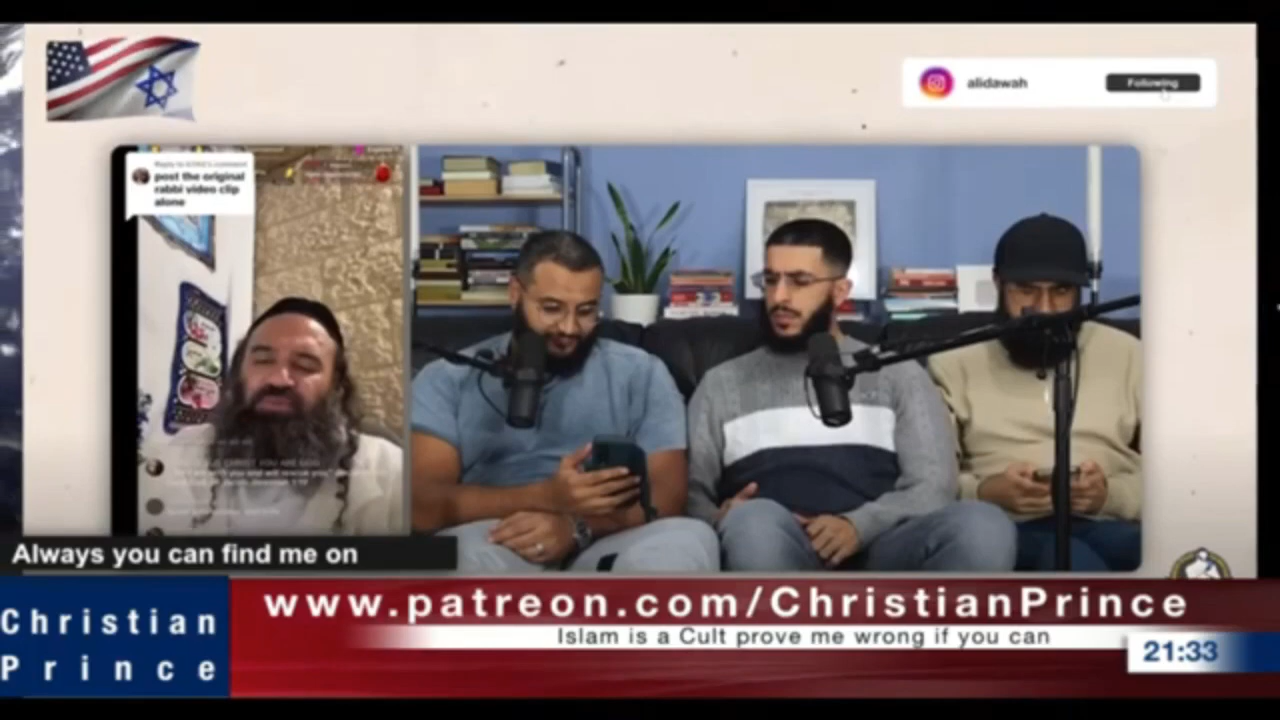 alidawah
Following
post the original
rabbi video clip
alone
Always you can find me on
www.patreon.com/ChristianPrince
Islam is a Cult prove me wrong if you can
Christian
Prince
21:33